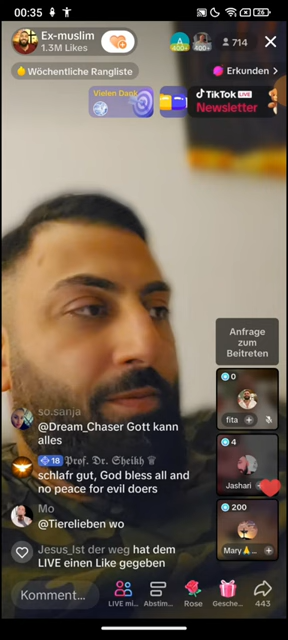 00:35
26
Ex-muslim
1.3M Likes
400+
400+
714
Wöchentliche Rangliste
Erkunden >
Vielen Dank
TikTok LIVE
Newsletter
Anfrage
zum
Beitreten
0
fita +
4
Jashari +
200
Mary +
so.sanja
@Dream_Chaser Gott kann
alles
18 Prof. Dr. Sheikh
schlafr gut, God bless all and
no peace for evil doers
Mo
@Tierelieben wo
Jesus_Ist der weg hat dem
LIVE einen Like gegeben
Komment...
LIVE mi...
Abstim...
Rose
Gesche...
443